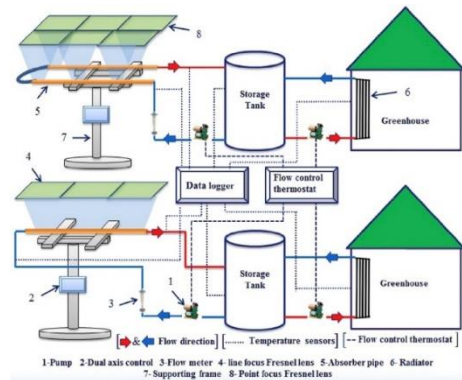 8
5
7
Storage
Tank
6
Greenhouse
4
Data logger
Flow control
thermostat
2
3
1
Storage
Tank
Greenhouse
[ & ] Flow direction [ ] Temperature sensors [ ] Flow control thermostat
1-Pump 2-Dual axis control 3-Flow meter 4- line focus Fresnel lens 5-Absorber pipe 6- Radiator
7- Supporting frame 8- Point focus Fresnel lens